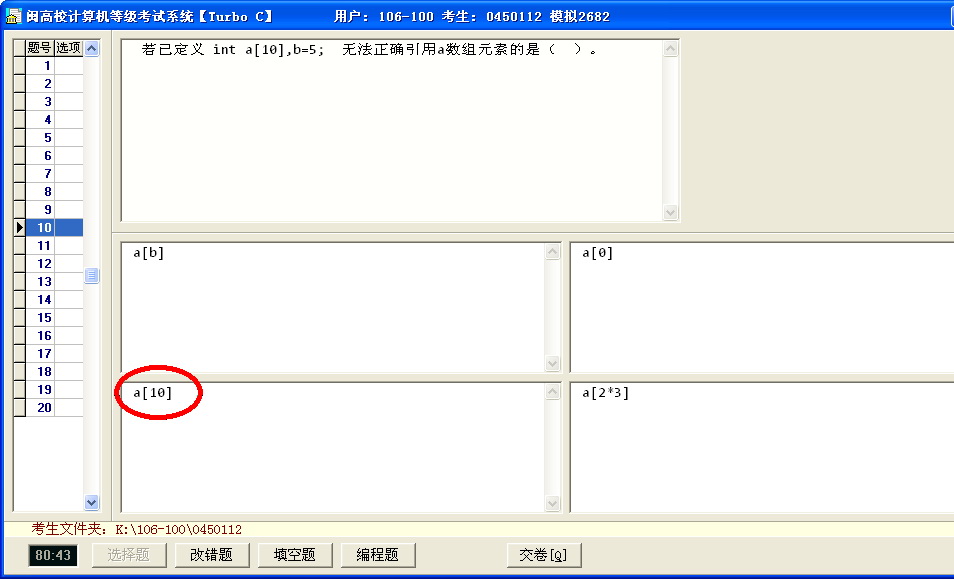 闽高校计算机等级考试系统【Turbo C】 用户: 106-100 考生: 0450112 模拟2682
题号 选项
1
2
3
4
5
6
7
8
9
10
11
12
13
14
15
16
17
18
19
20
若已定义 int a[10],b=5; 无法正确引用a数组元素的是（ ）。
a[b]
a[0]
a[10]
a[2*3]
考生文件夹: K:\106-100\0450112
80:43 选择题 改错题 填空题 编程题 交卷[Q]